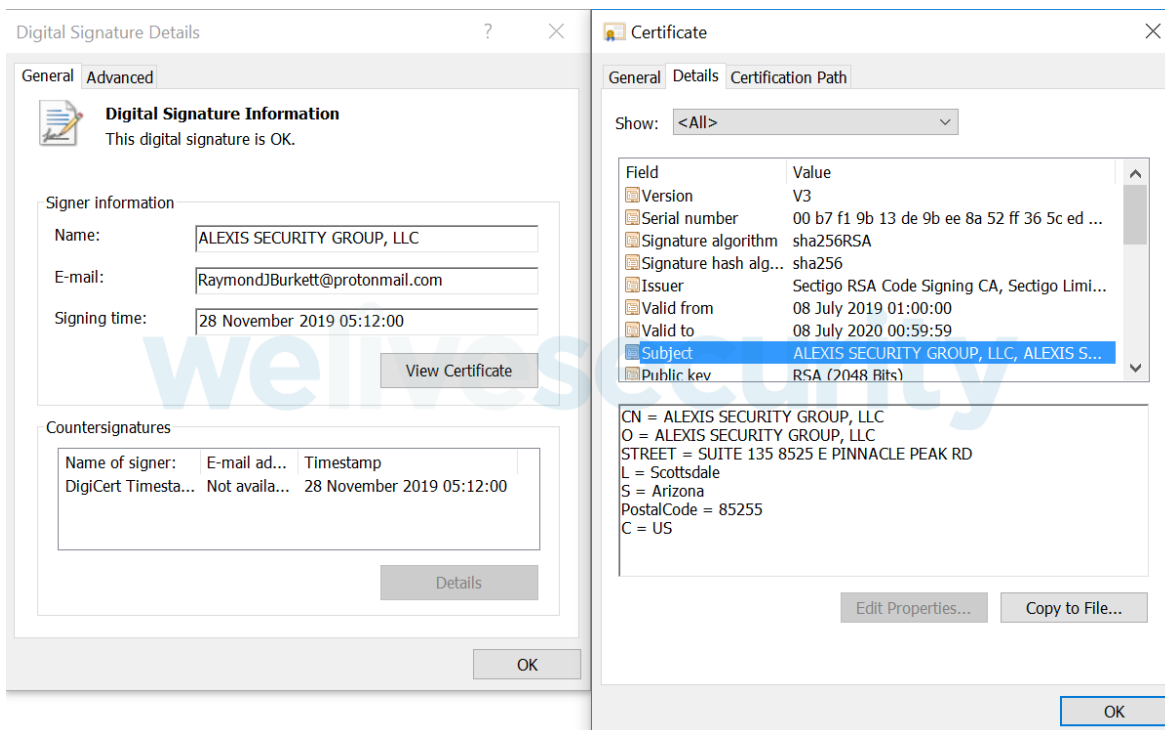 Digital Signature Details
General Advanced
Digital Signature Information
This digital signature is OK.
Signer information
Name: ALEXIS SECURITY GROUP, LLC
E-mail: RaymondJBurkett@protonmail.com
Signing time: 28 November 2019 05:12:00
View Certificate
Countersignatures
Name of signer: E-mail ad... Timestamp
DigiCert Timesta... Not availa... 28 November 2019 05:12:00
Details
OK
Certificate
General Details Certification Path
Show: <All>
Field Value
Version V3
Serial number 00 b7 f1 9b 13 de 9b ee 8a 52 ff 36 5c ed ...
Signature algorithm sha256RSA
Signature hash alg... sha256
Issuer Sectigo RSA Code Signing CA, Sectigo Limi...
Valid from 08 July 2019 01:00:00
Valid to 08 July 2020 00:59:59
Subject ALEXIS SECURITY GROUP, LLC, ALEXIS S...
Public key RSA (2048 Bits)
CN = ALEXIS SECURITY GROUP, LLC
O = ALEXIS SECURITY GROUP, LLC
STREET = SUITE 135 8525 E PINNACLE PEAK RD
L = Scottsdale
S = Arizona
PostalCode = 85255
C = US
Edit Properties... Copy to File...
OK
welivesecurity